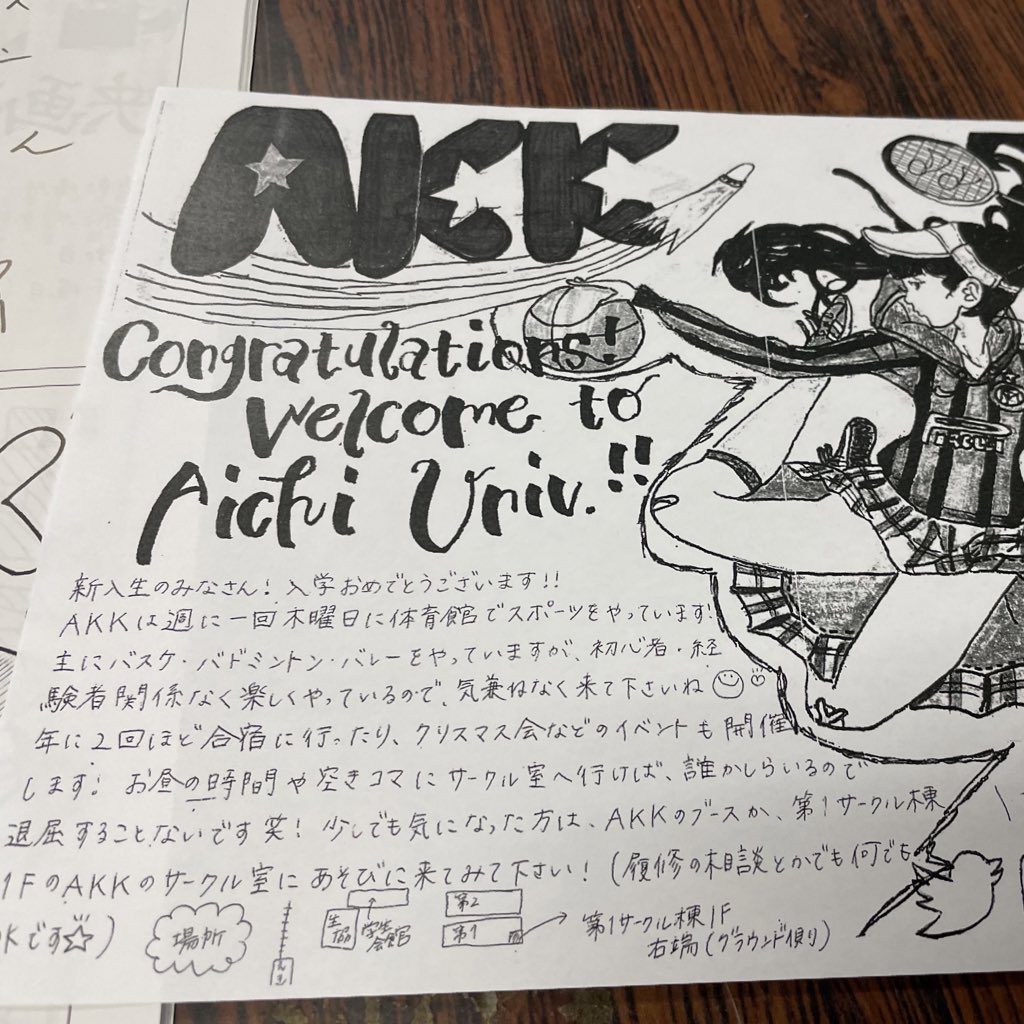 AKK
Congratulations!
Welcome to
Aichi Univ.!!
新入生のみなさん！入学おめでとうございます!!
AKKは週に一回木曜日に体育館でスポーツをやっています!
主にバスケ・バドミントン・バレーをやっていますが、初心者・経
験者関係なく楽しくやっているので、気兼ねなく来て下さいね
年に2回ほど合宿に行ったり、クリスマス会などのイベントも開催
します! お昼の時間や空きコマにサークル室へ行けば、誰かしらいるので
退屈することないです笑! 少しでも気になった方は、AKKのブースか、第1サークル棟
1FのAKKのサークル室にあそびに来てみて下さい! (履修の相談とかでも何でも
OKです☆)
場所
生協
学生会館
第2
第1
第1サークル棟1F
右端(グラウンド側)
映画
ん